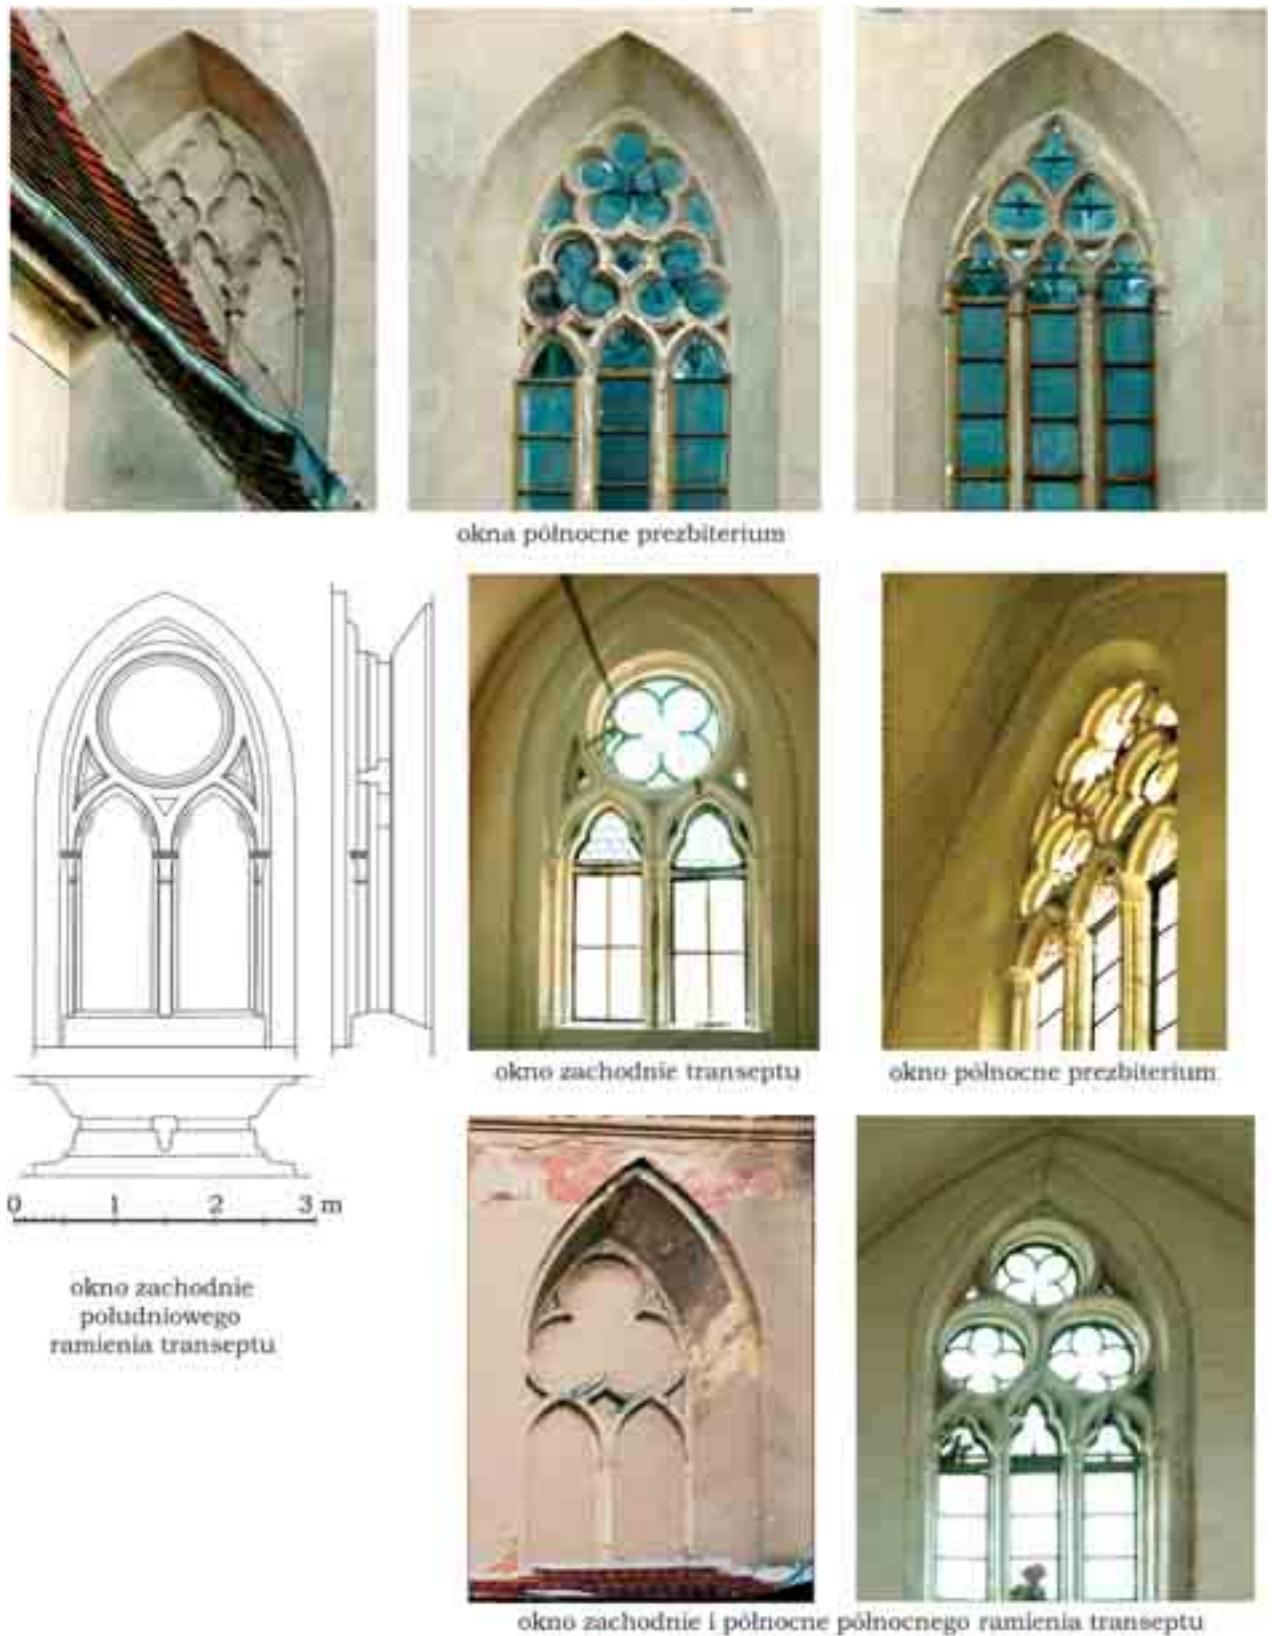 okna północne prezbiterium
okno zachodnie transeptu
okno północne prezbiterium
0 1 2 3 m
okno zachodnie
południowego
ramienia transeptu
okno zachodnie i północne północnego ramienia transeptu